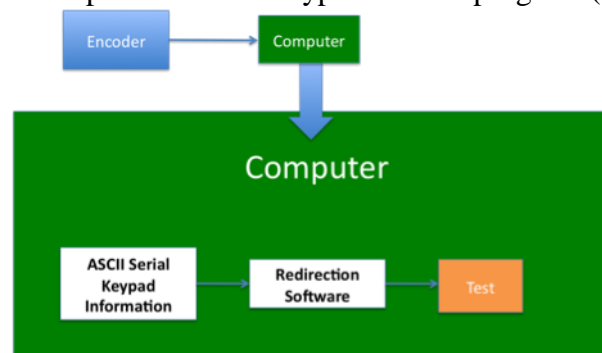 Encoder
Computer
Computer
ASCII Serial
Keypad
Information
Redirection
Software
Test